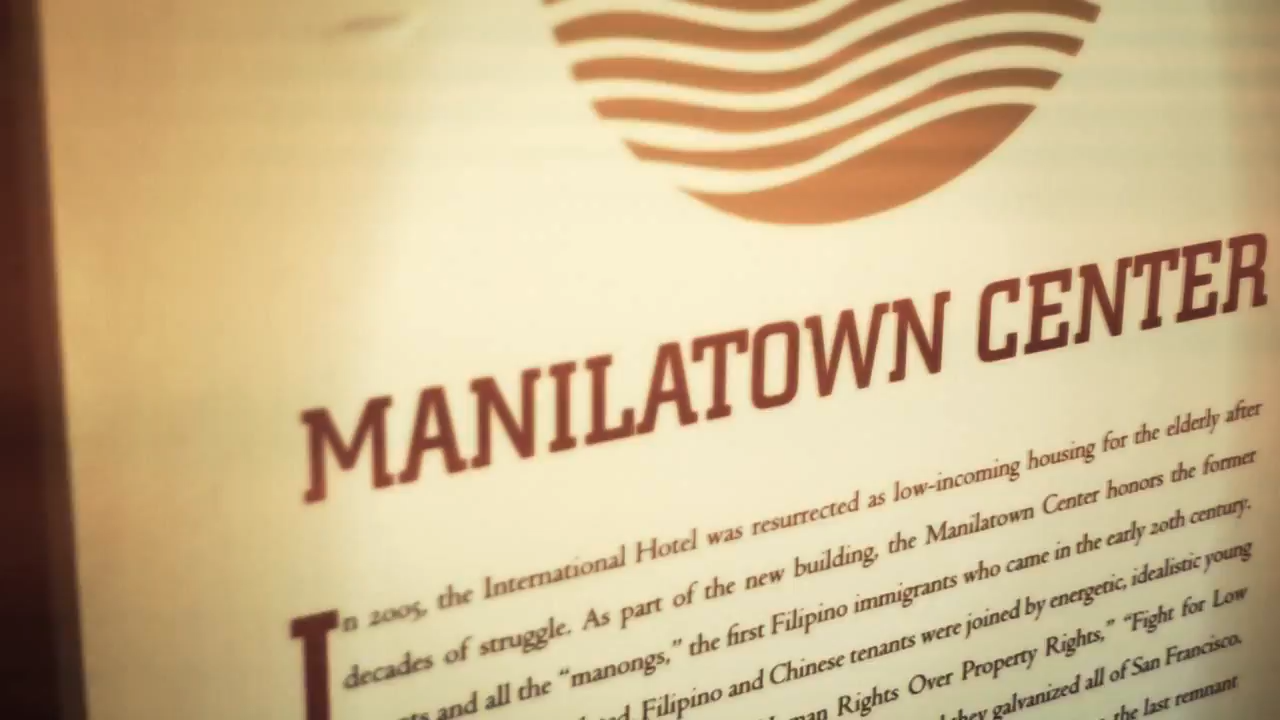 MANILATOWN CENTER
In 2005, the International Hotel was resurrected as low-incoming housing for the elderly after
decades of struggle. As part of the new building, the Manilatown Center honors the former
and all the “manongs,” the first Filipino immigrants who came in the early 20th century.
Filipino and Chinese tenants were joined by energetic, idealistic young
Rights Over Property Rights,” “Fight for Low
they galvanized all of San Francisco.
the last remnant